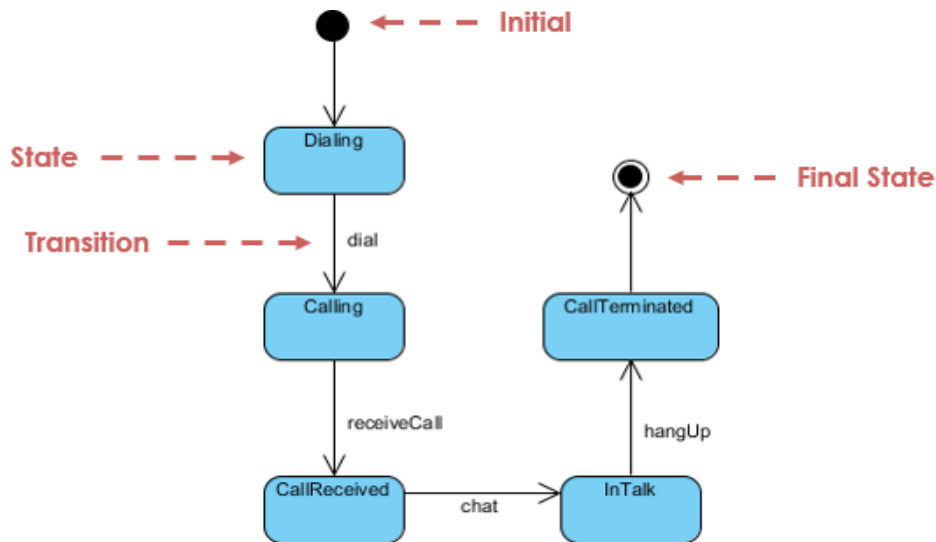 Initial
Dialing
State
Final State
Transition
dial
Calling
CallTerminated
receiveCall
hangUp
CallReceived
InTalk
chat